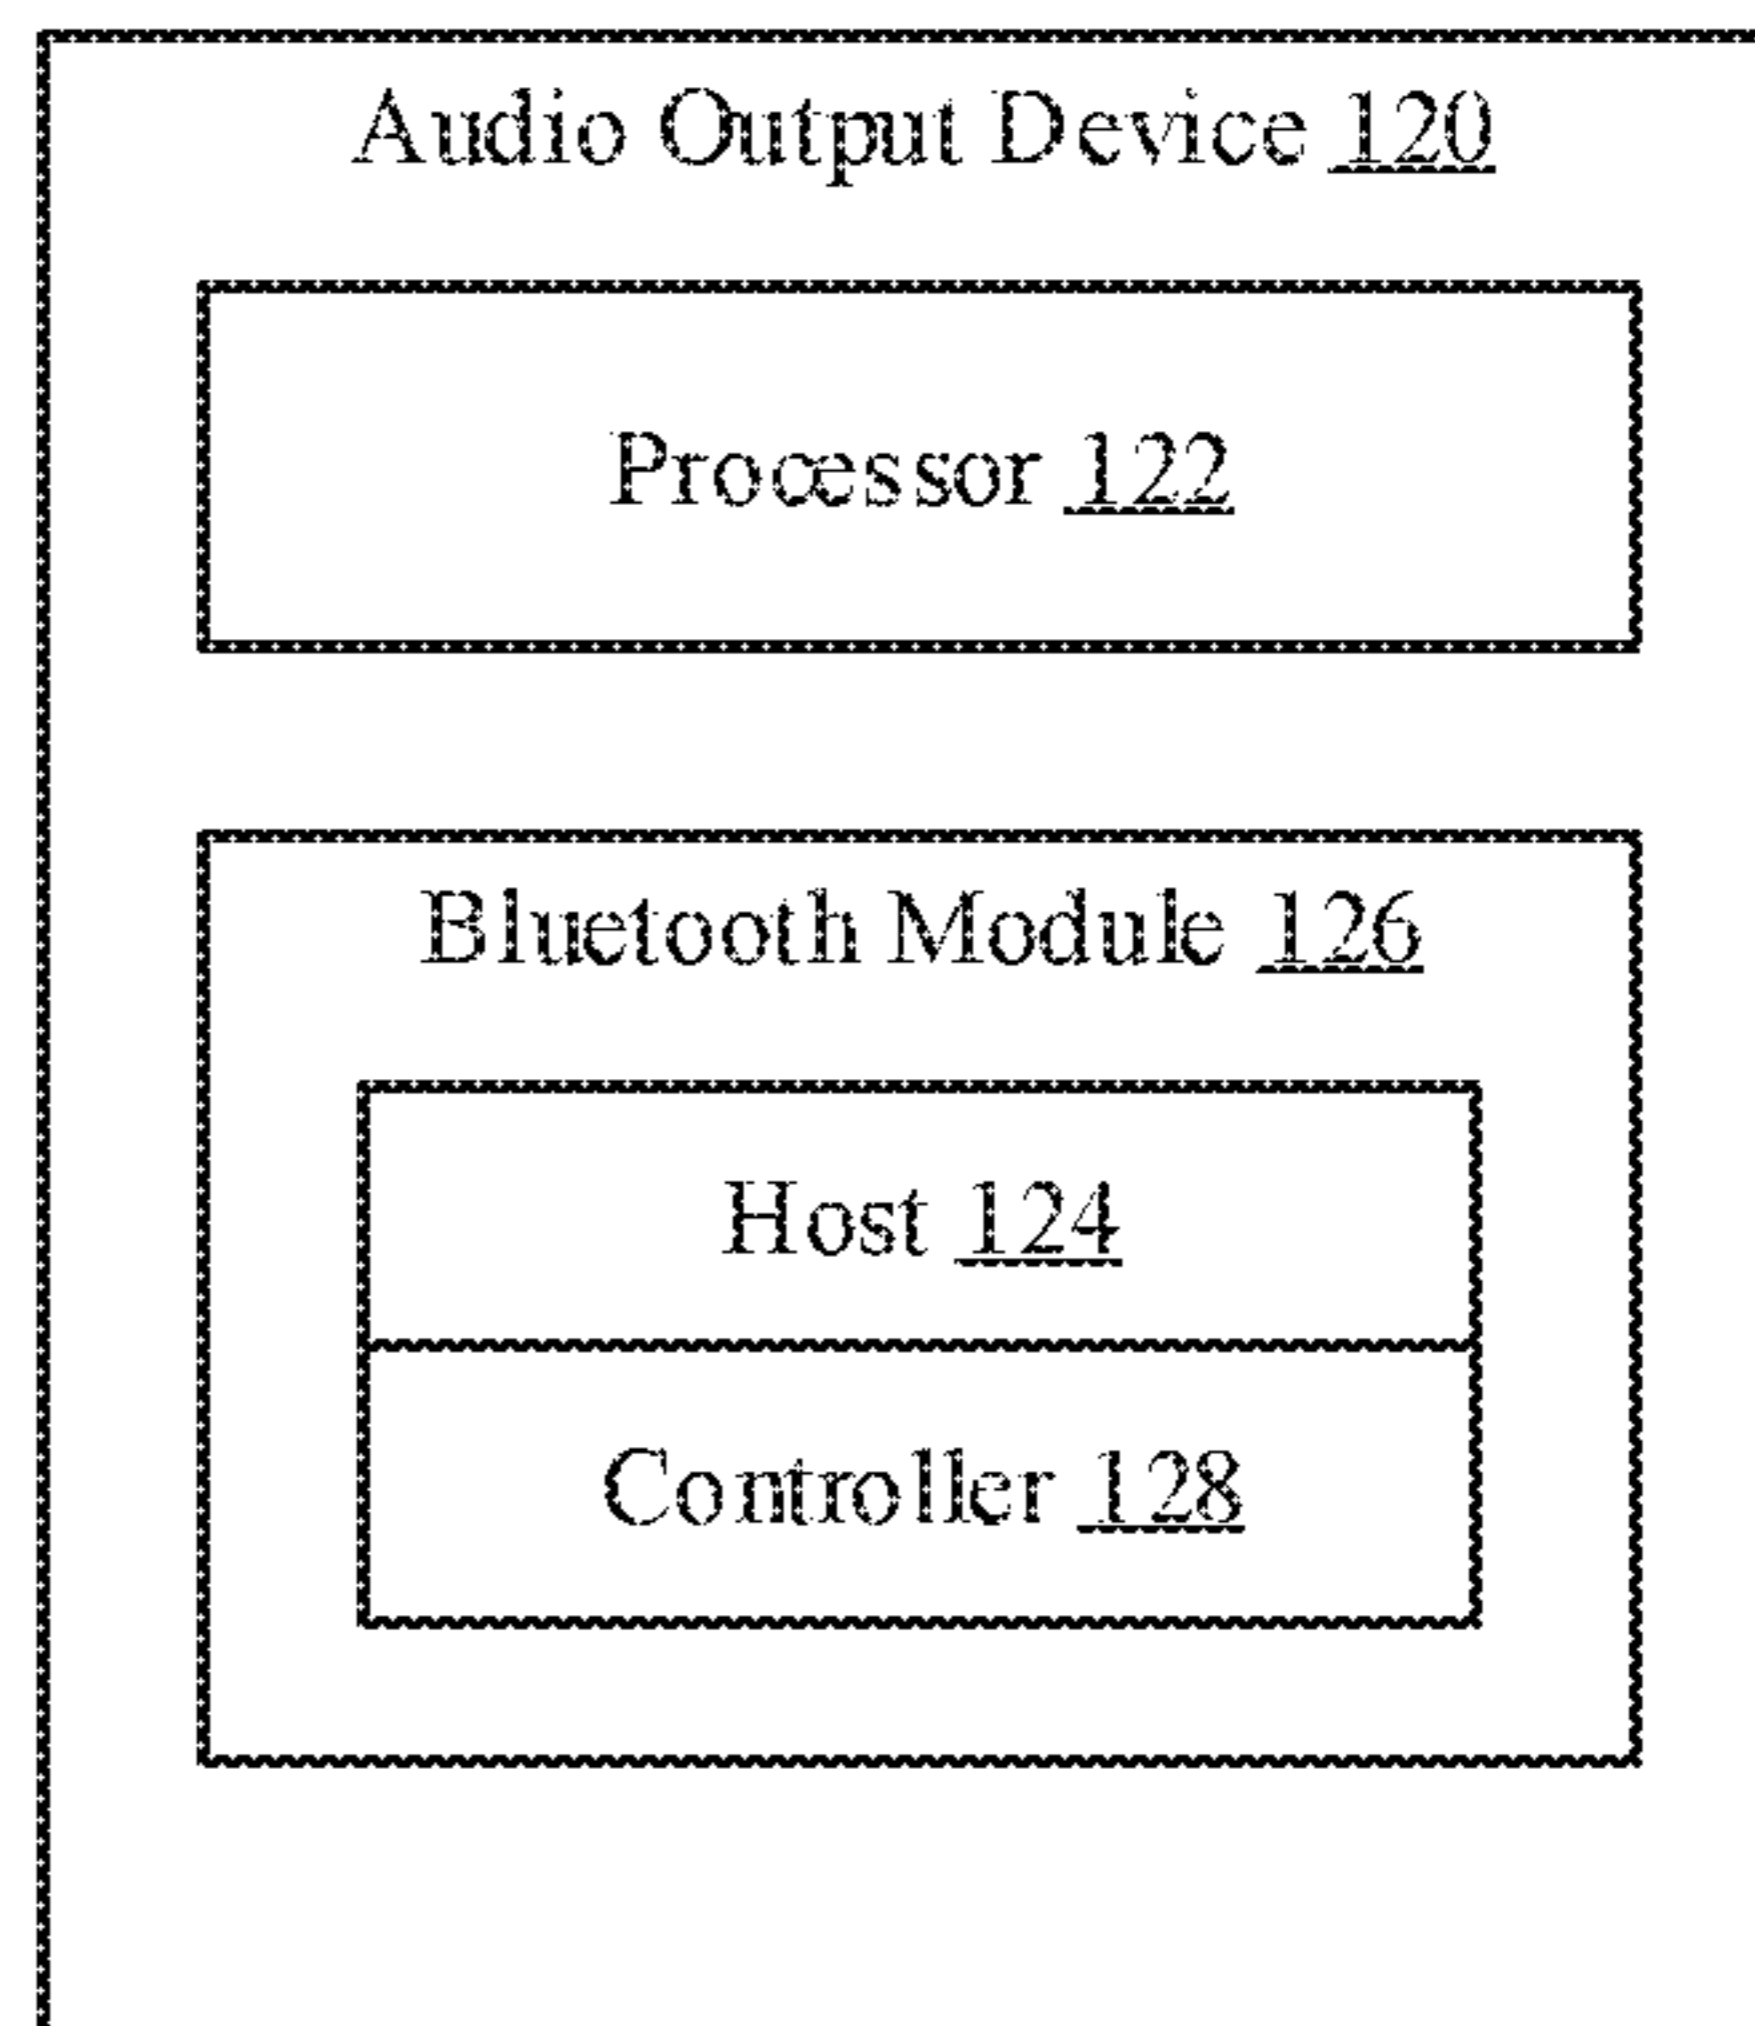 Audio Output Device 120
Processor 122
Bluetooth Module 126
Host 124
Controller 128